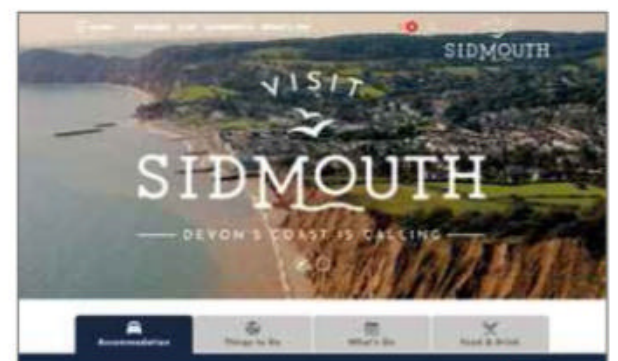 SIDMOUTH
VISIT
SIDMOUTH
DEVON'S COAST IS CALLING
Accommodation
Things to Do
What's On
Food & Drink